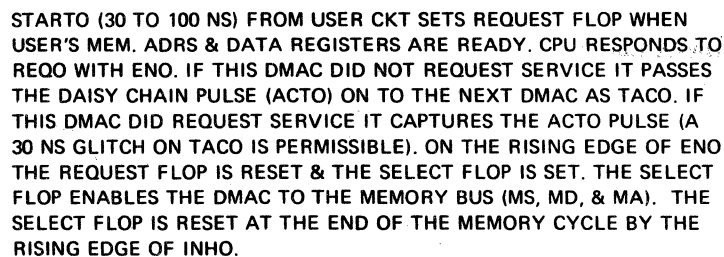 STARTO (30 TO 100 NS) FROM USER CKT SETS REQUEST FLOP WHEN
USER'S MEM. ADRS & DATA REGISTERS ARE READY. CPU RESPONDS TO
REQO WITH ENO. IF THIS DMAC DID NOT REQUEST SERVICE IT PASSES
THE DAISY CHAIN PULSE (ACTO) ON TO THE NEXT DMAC AS TACO. IF
THIS DMAC DID REQUEST SERVICE IT CAPTURES THE ACTO PULSE (A
30 NS GLITCH ON TACO IS PERMISSIBLE). ON THE RISING EDGE OF ENO
THE REQUEST FLOP IS RESET & THE SELECT FLOP IS SET. THE SELECT
FLOP ENABLES THE DMAC TO THE MEMORY BUS (MS, MD, & MA). THE
SELECT FLOP IS RESET AT THE END OF THE MEMORY CYCLE BY THE
RISING EDGE OF INHO.